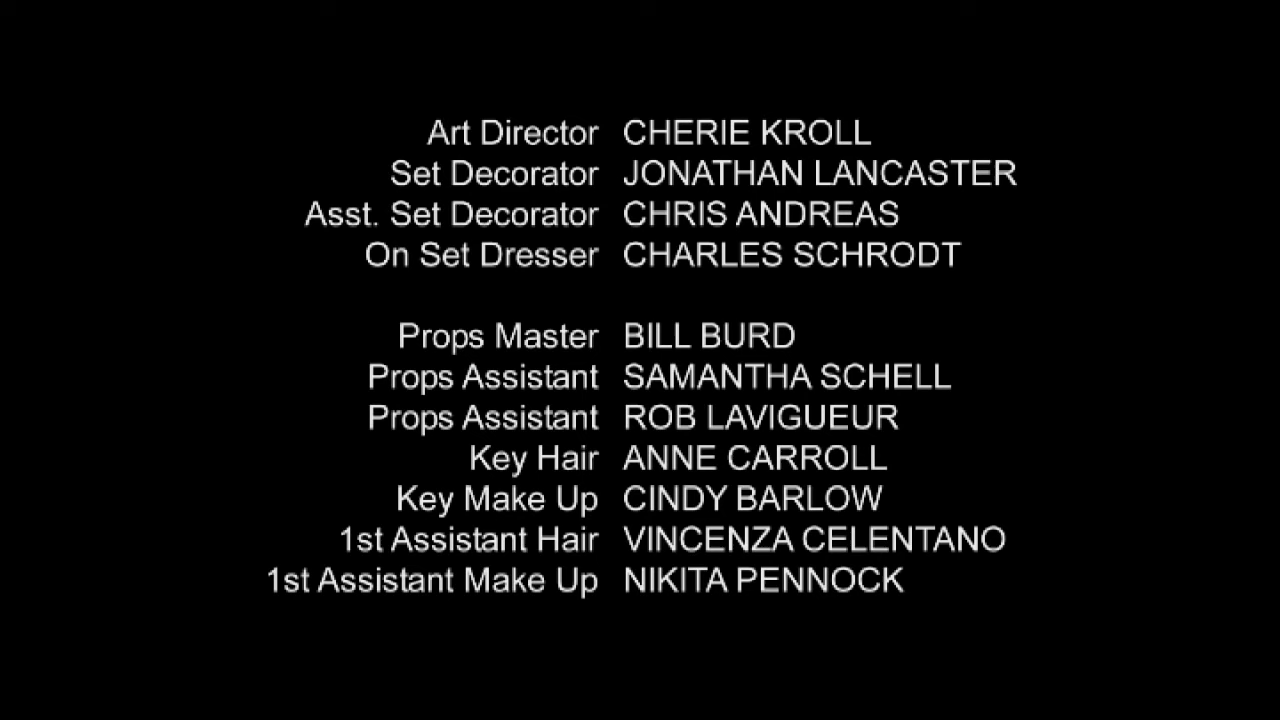 Art Director CHERIE KROLL
Set Decorator JONATHAN LANCASTER
Asst. Set Decorator CHRIS ANDREAS
On Set Dresser CHARLES SCHRODT
Props Master BILL BURD
Props Assistant SAMANTHA SCHELL
Props Assistant ROB LAVIGUEUR
Key Hair ANNE CARROLL
Key Make Up CINDY BARLOW
1st Assistant Hair VINCENZA CELENTANO
1st Assistant Make Up NIKITA PENNOCK